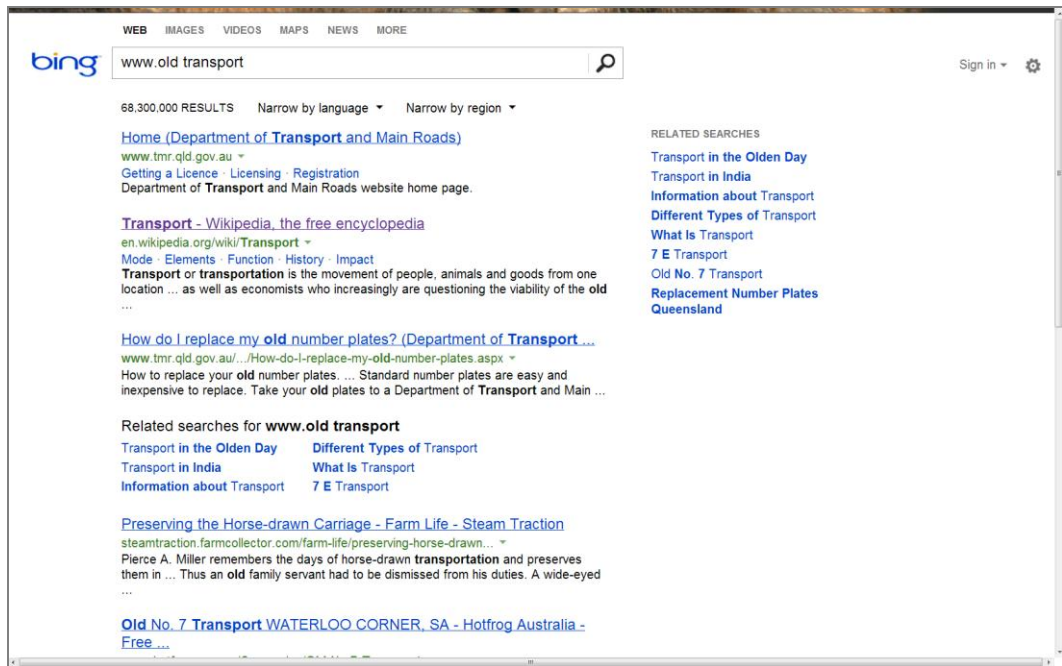 WEB IMAGES VIDEOS MAPS NEWS MORE
bing
www.old transport
Sign in
68,300,000 RESULTS Narrow by language Narrow by region
Home (Department of Transport and Main Roads)
www.tmr.qld.gov.au
Getting a Licence · Licensing · Registration
Department of Transport and Main Roads website home page.
Transport - Wikipedia, the free encyclopedia
en.wikipedia.org/wiki/Transport
Mode · Elements · Function · History · Impact
Transport or transportation is the movement of people, animals and goods from one
location ... as well as economists who increasingly are questioning the viability of the old
...
How do I replace my old number plates? (Department of Transport ...
www.tmr.qld.gov.au/.../How-do-I-replace-my-old-number-plates.aspx
How to replace your old number plates. ... Standard number plates are easy and
inexpensive to replace. Take your old plates to a Department of Transport and Main ...
Related searches for www.old transport
Transport in the Olden Day Different Types of Transport
Transport in India What Is Transport
Information about Transport 7 E Transport
Preserving the Horse-drawn Carriage - Farm Life - Steam Traction
steamtraction.farmcollector.com/farm-life/preserving-horse-drawn...
Pierce A. Miller remembers the days of horse-drawn transportation and preserves
them in ... Thus an old family servant had to be dismissed from his duties. A wide-eyed
...
Old No. 7 Transport WATERLOO CORNER, SA - Hotfrog Australia -
Free ...
RELATED SEARCHES
Transport in the Olden Day
Transport in India
Information about Transport
Different Types of Transport
What Is Transport
7 E Transport
Old No. 7 Transport
Replacement Number Plates
Queensland